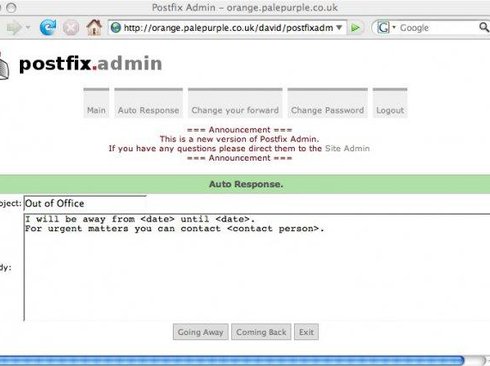 Postfix Admin - orange.palepurple.co.uk
http://orange.palepurple.co.uk/david/postfixadm
G Google
postfix.admin
Main Auto Response Change your forward Change Password Logout
=== Announcement ===
This is a new version of Postfix Admin.
If you have any questions please direct them to the Site Admin
=== Announcement ===
Auto Response.
bject: Out of Office
I will be away from <date> until <date>.
For urgent matters you can contact <contact person>.
dy:
Going Away Coming Back Exit